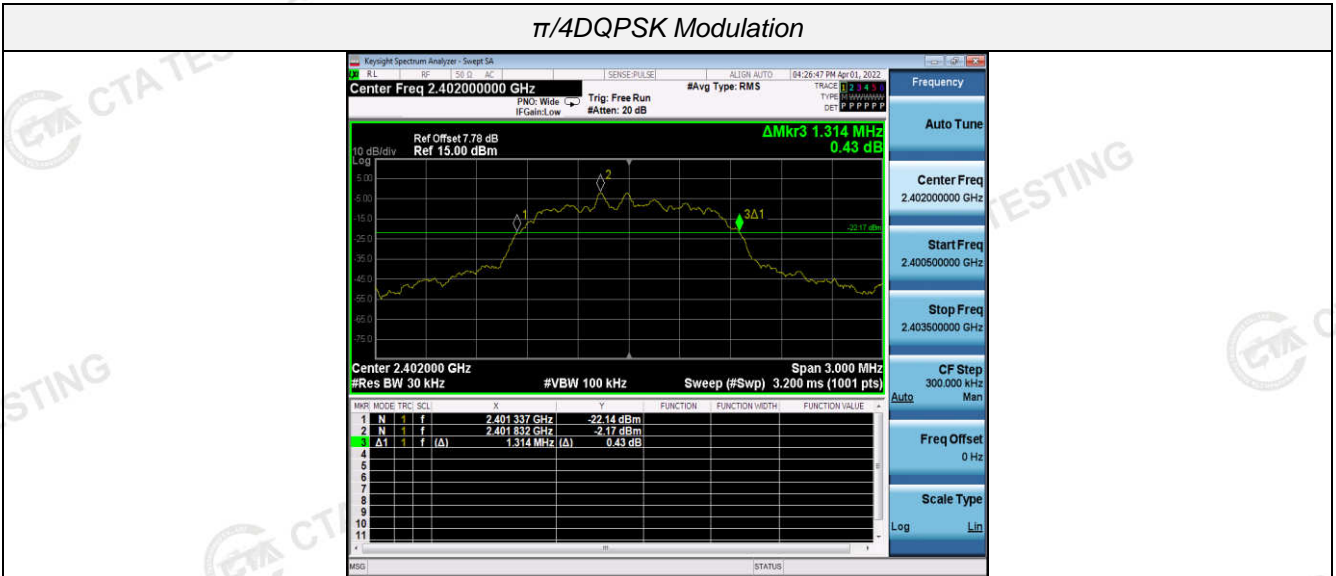 π/4DQPSK Modulation
Keysight Spectrum Analyzer - Swept SA
RL RF 50 Ω AC SENSE:PULSE ALIGN AUTO 04:26:47 PM Apr 01, 2022
Center Freq 2.402000000 GHz #Avg Type: RMS TRACE 1 2 3 4 5 6
PNO: Wide Trig: Free Run TYPE M WWWWW
IFGain:Low #Atten: 20 dB DET P P P P P P
Frequency
Auto Tune
Center Freq
2.402000000 GHz
Start Freq
2.400500000 GHz
Stop Freq
2.403500000 GHz
CF Step
300.000 kHz
Auto Man
Freq Offset
0 Hz
Scale Type
Log Lin
ΔMkr3 1.314 MHz
0.43 dB
Ref Offset 7.78 dB
10 dB/div Ref 15.00 dBm
Log
5.00
-5.00
-15.0
-25.0
-35.0
-45.0
-55.0
-65.0
-75.0
1
2
3Δ1
-22.17 dBm
Center 2.402000 GHz Span 3.000 MHz
#Res BW 30 kHz #VBW 100 kHz Sweep (#Swp) 3.200 ms (1001 pts)
MKR MODE TRC SCL X Y FUNCTION FUNCTION WIDTH FUNCTION VALUE
1 N 1 f 2.401 337 GHz -22.14 dBm
2 N 1 f 2.401 832 GHz -2.17 dBm
3 Δ1 1 f (Δ) 1.314 MHz (Δ) 0.43 dB
4
5
6
7
8
9
10
11
MSG STATUS
CTA TE
CTA
TESTING
STING
CTA
C
CTA
CT